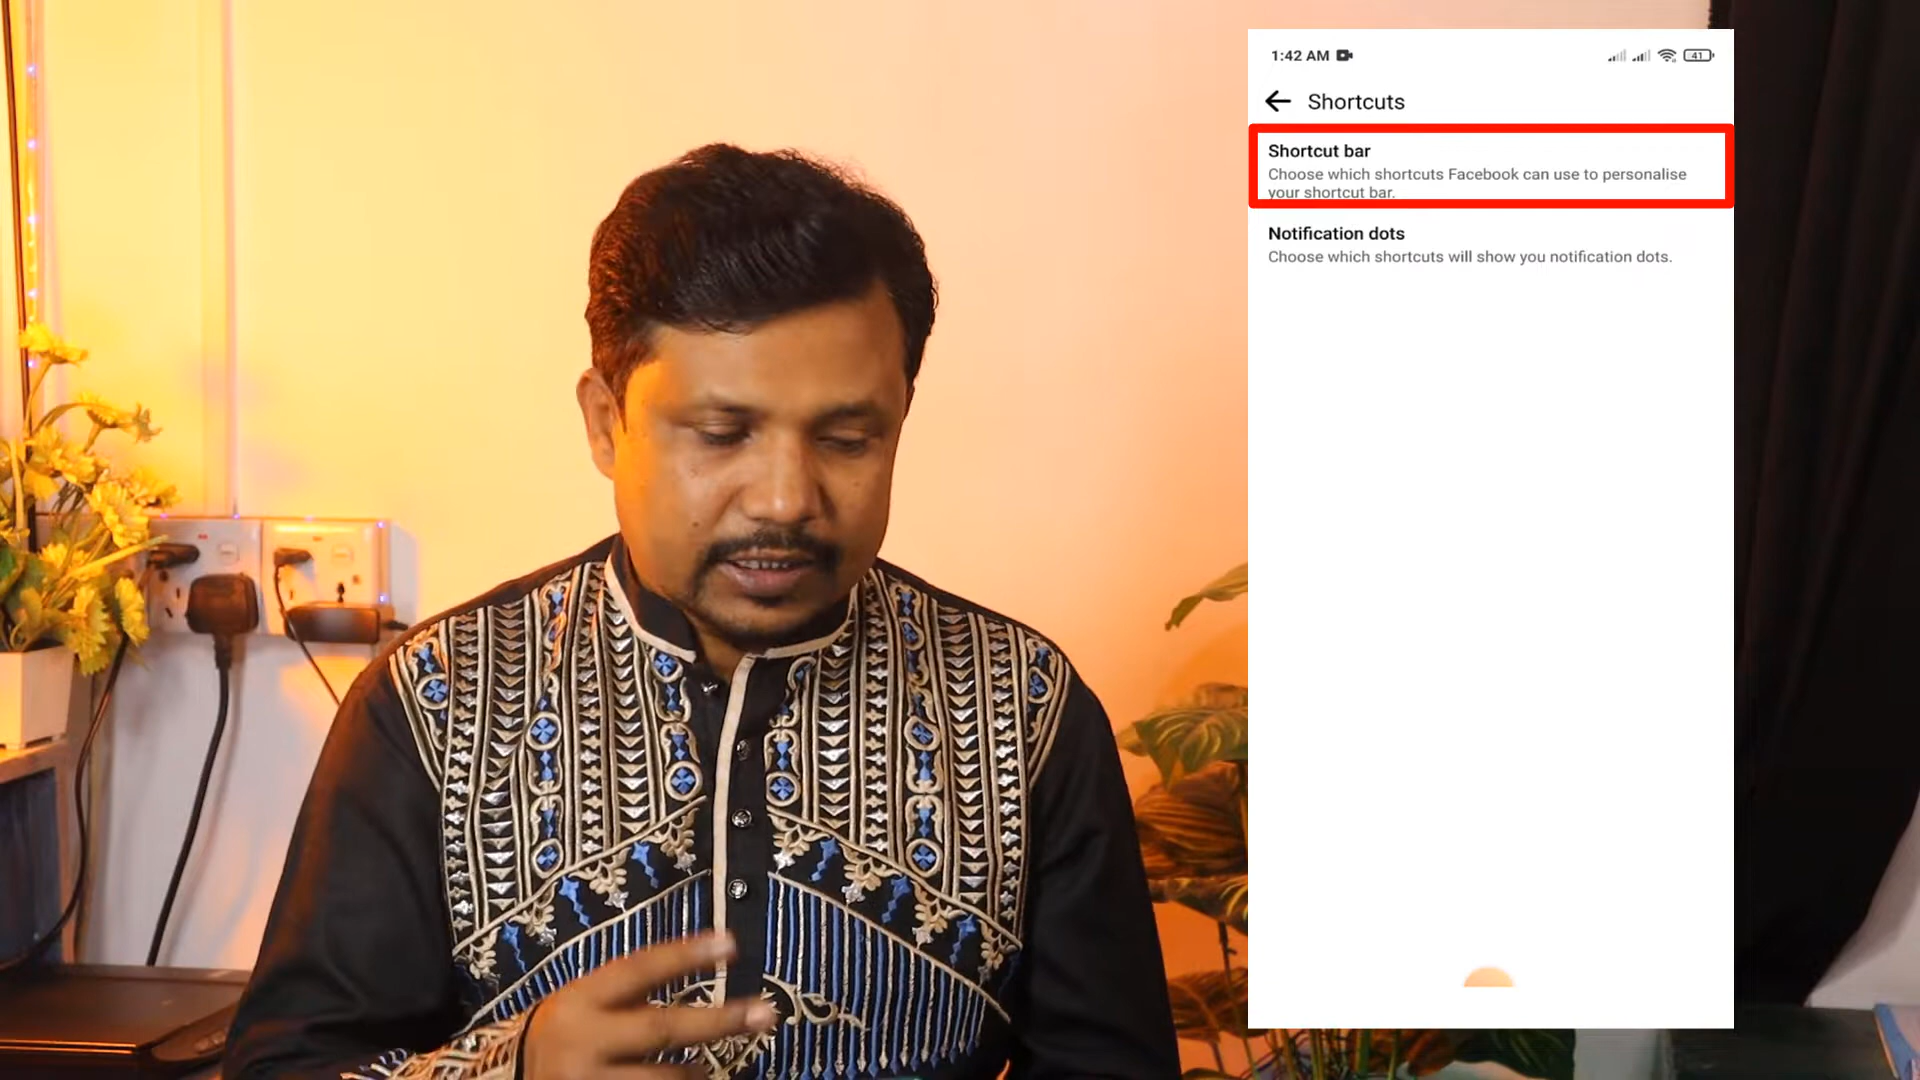 1:42 AM
41
Shortcuts
Shortcut bar
Choose which shortcuts Facebook can use to personalise
your shortcut bar.
Notification dots
Choose which shortcuts will show you notification dots.